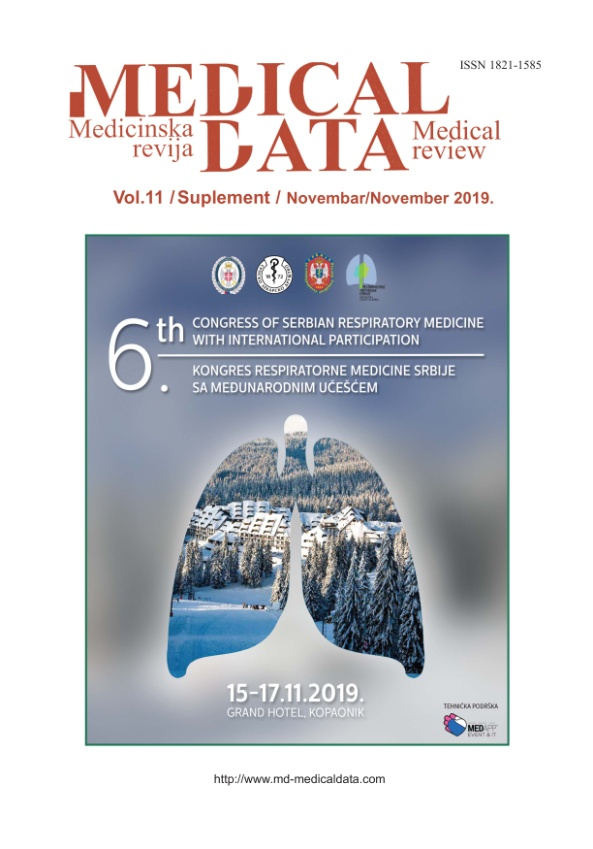 ISSN 1821-1585
MEDICAL
DATA
Medicinska
revija
Medical
review
Vol.11 / Suplement / Novembar/November 2019.
6.th
CONGRESS OF SERBIAN RESPIRATORY MEDICINE
WITH INTERNATIONAL PARTICIPATION
KONGRES RESPIRATORNE MEDICINE SRBIJE
SA MEĐUNARODNIM UČEŠĆEM
15-17.11.2019.
GRAND HOTEL, KOPAONIK
TEHNIČKA PODRŠKA
MEDAPP
EVENT & IT
http://www.md-medicaldata.com